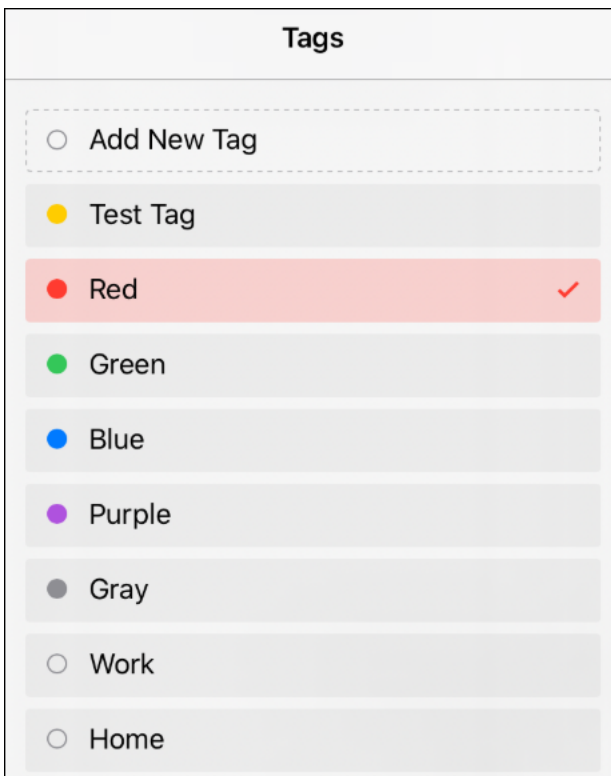 Tags
Add New Tag
Test Tag
Red
Green
Blue
Purple
Gray
Work
Home